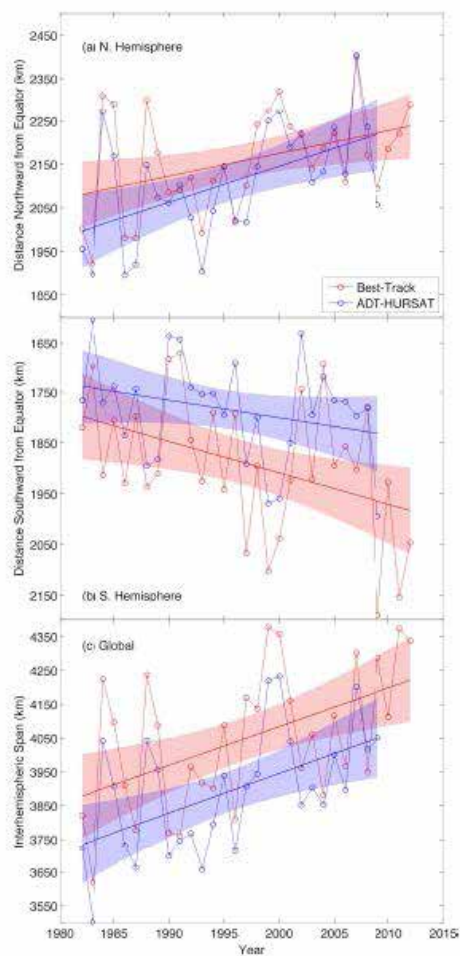 2450
2350
2250
2150
2050
1950
1850
(a) N. Hemisphere
Distance Northward from Equator (km)
Best-Track
ADT-HURSAT
1650
1750
1850
1950
2050
2150
(b) S. Hemisphere
Distance Southward from Equator (km)
4350
4250
4150
4050
3950
3850
3750
3650
3550
(c) Global
Interhemispheric Span (km)
1980 1985 1990 1995 2000 2005 2010 2015
Year